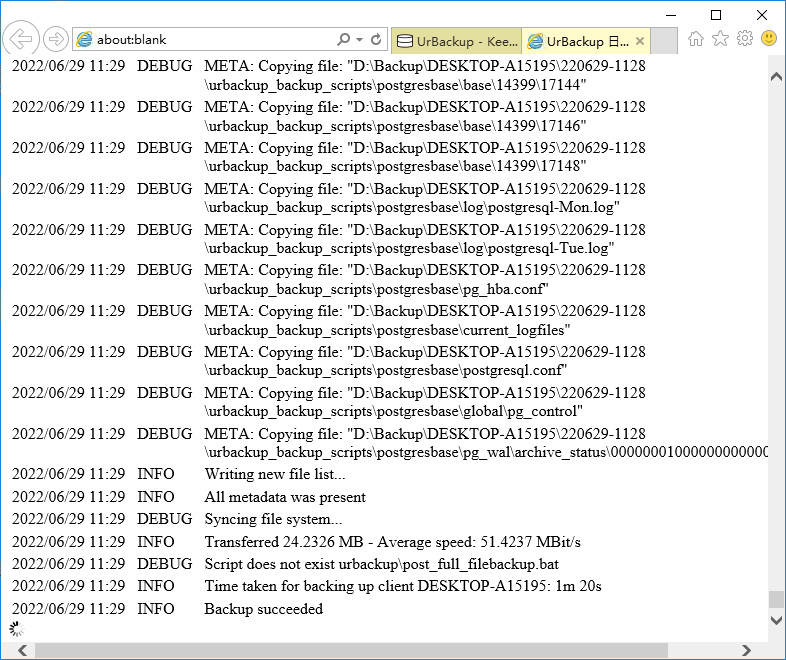 about:blank
UrBackup - Kee...
UrBackup 日...
2022/06/29 11:29 DEBUG META: Copying file: "D:\Backup\DESKTOP-A15195\220629-1128
\urbackup_backup_scripts\postgresbase\base\14399\17144"
2022/06/29 11:29 DEBUG META: Copying file: "D:\Backup\DESKTOP-A15195\220629-1128
\urbackup_backup_scripts\postgresbase\base\14399\17146"
2022/06/29 11:29 DEBUG META: Copying file: "D:\Backup\DESKTOP-A15195\220629-1128
\urbackup_backup_scripts\postgresbase\base\14399\17148"
2022/06/29 11:29 DEBUG META: Copying file: "D:\Backup\DESKTOP-A15195\220629-1128
\urbackup_backup_scripts\postgresbase\log\postgresql-Mon.log"
2022/06/29 11:29 DEBUG META: Copying file: "D:\Backup\DESKTOP-A15195\220629-1128
\urbackup_backup_scripts\postgresbase\log\postgresql-Tue.log"
2022/06/29 11:29 DEBUG META: Copying file: "D:\Backup\DESKTOP-A15195\220629-1128
\urbackup_backup_scripts\postgresbase\pg_hba.conf"
2022/06/29 11:29 DEBUG META: Copying file: "D:\Backup\DESKTOP-A15195\220629-1128
\urbackup_backup_scripts\postgresbase\current_logfiles"
2022/06/29 11:29 DEBUG META: Copying file: "D:\Backup\DESKTOP-A15195\220629-1128
\urbackup_backup_scripts\postgresbase\postgresql.conf"
2022/06/29 11:29 DEBUG META: Copying file: "D:\Backup\DESKTOP-A15195\220629-1128
\urbackup_backup_scripts\postgresbase\global\pg_control"
2022/06/29 11:29 DEBUG META: Copying file: "D:\Backup\DESKTOP-A15195\220629-1128
\urbackup_backup_scripts\postgresbase\pg_wal\archive_status\00000001000000000000
2022/06/29 11:29 INFO Writing new file list...
2022/06/29 11:29 INFO All metadata was present
2022/06/29 11:29 DEBUG Syncing file system...
2022/06/29 11:29 INFO Transferred 24.2326 MB - Average speed: 51.4237 MBit/s
2022/06/29 11:29 DEBUG Script does not exist urbackup\post_full_filebackup.bat
2022/06/29 11:29 INFO Time taken for backing up client DESKTOP-A15195: 1m 20s
2022/06/29 11:29 INFO Backup succeeded